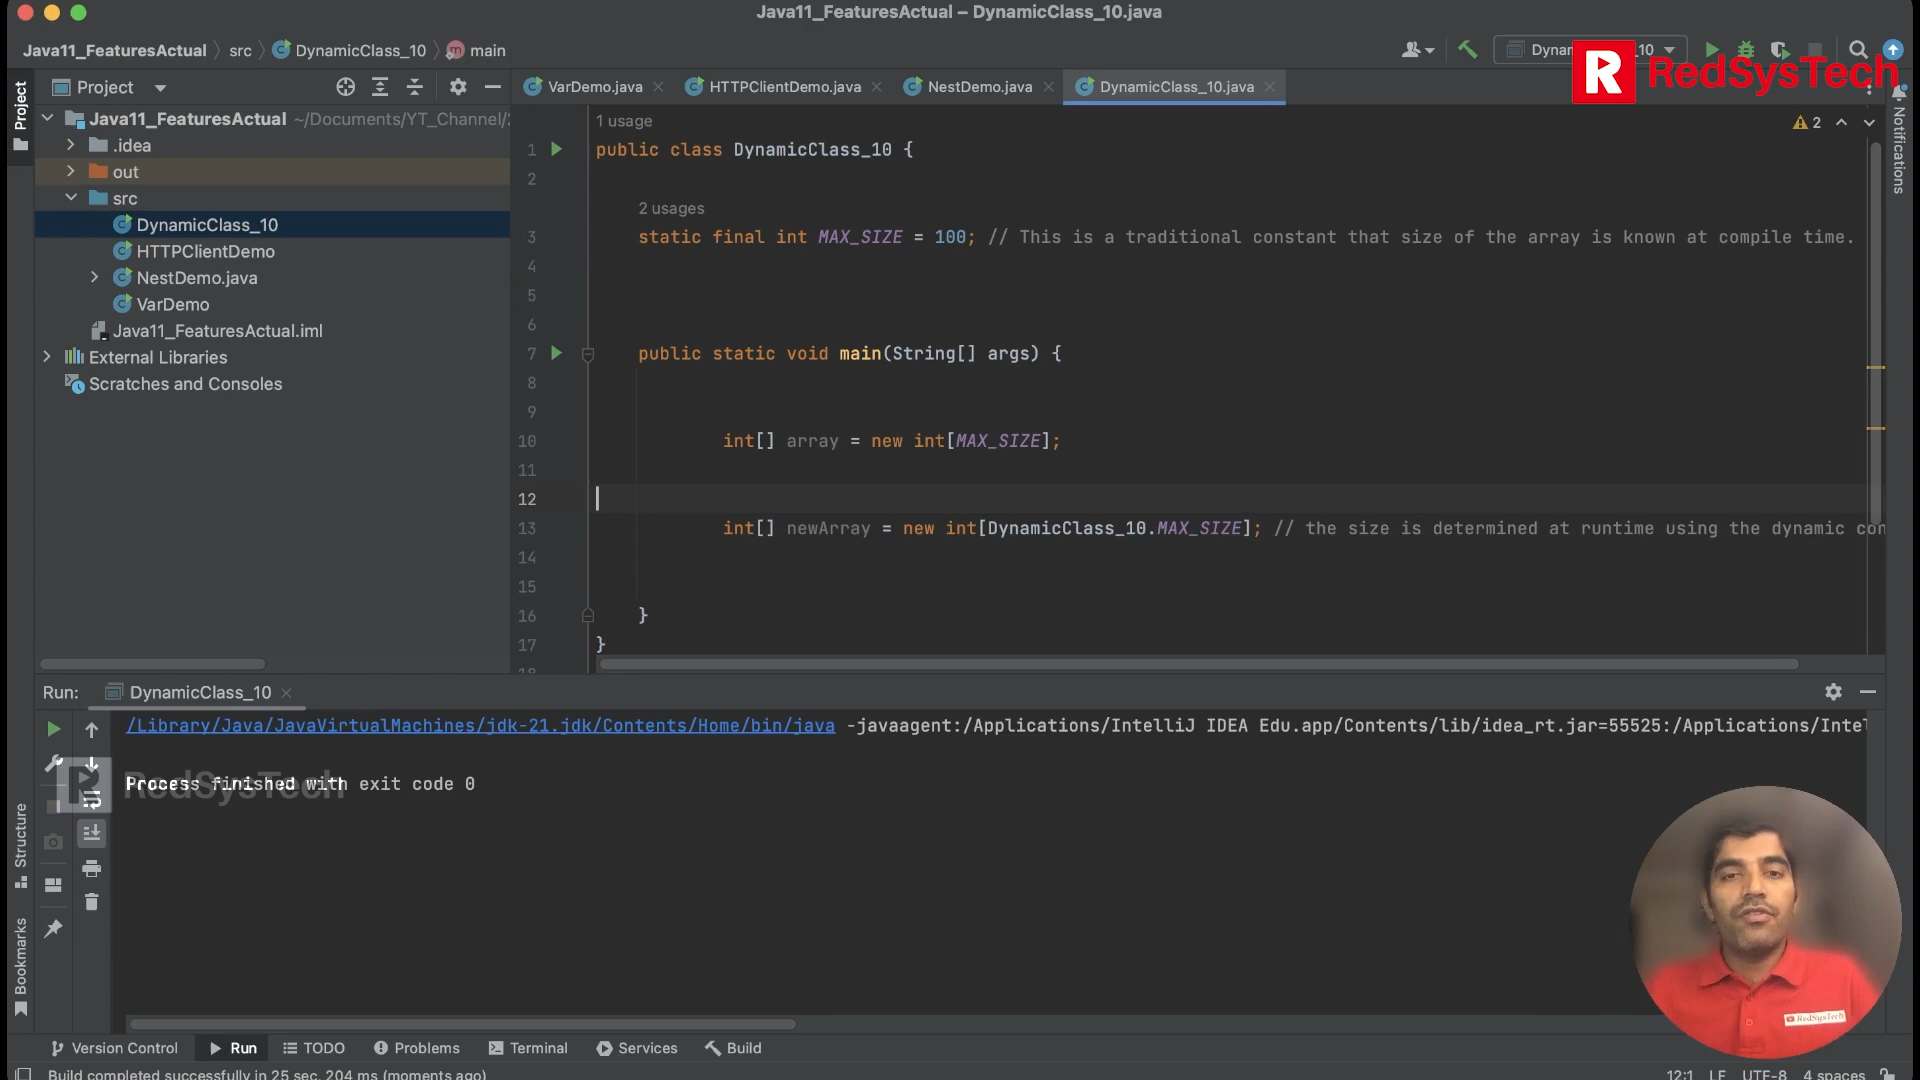 Java11_FeaturesActual – DynamicClass_10.java
Java11_FeaturesActual src DynamicClass_10 main
RedSysTech
Project
VarDemo.java HTTPClientDemo.java NestDemo.java DynamicClass_10.java
Project
Notifications
Java11_FeaturesActual ~/Documents/YT_Channel/
.idea
out
src
DynamicClass_10
HTTPClientDemo
NestDemo.java
VarDemo
Java11_FeaturesActual.iml
External Libraries
Scratches and Consoles
1 usage
2
1 public class DynamicClass_10 {
2
2 usages
3 static final int MAX_SIZE = 100; // This is a traditional constant that size of the array is known at compile time.
4
5
6
7 public static void main(String[] args) {
8
9
10 int[] array = new int[MAX_SIZE];
11
12
13 int[] newArray = new int[DynamicClass_10.MAX_SIZE]; // the size is determined at runtime using the dynamic con
14
15
16 }
17 }
Run: DynamicClass_10
/Library/Java/JavaVirtualMachines/jdk-21.jdk/Contents/Home/bin/java -javaagent:/Applications/IntelliJ IDEA Edu.app/Contents/lib/idea_rt.jar=55525:/Applications/Intel
Process finished with exit code 0
RedSysTech
Structure
Bookmarks
RedSysTech
Version Control Run TODO Problems Terminal Services Build
Build completed successfully in 25 sec, 204 ms (moments ago) 12:1 LF UTF-8 4 spaces